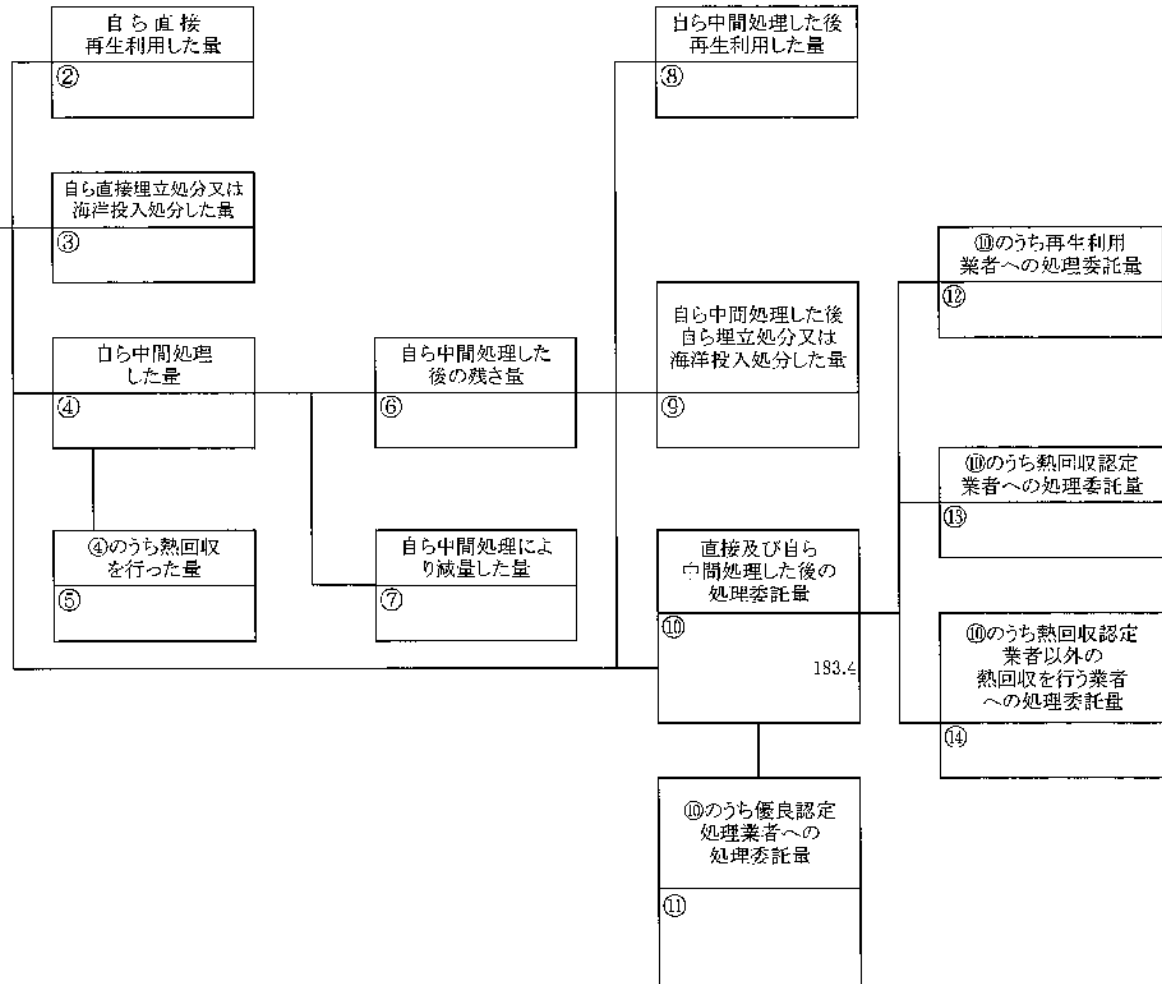 自ら直接
再生利用した量
②
自ら中間処理した後
再生利用した量
⑧
自ら直接埋立処分又は
海洋投入処分した量
③
⑩のうち再生利用
業者への処理委託量
⑫
自ら中間処理
した量
④
自ら中間処理した
後の残さ量
⑥
自ら中間処理した後
自ら埋立処分又は
海洋投入処分した量
⑨
⑩のうち熱回収認定
業者への処理委託量
⑬
④のうち熱回収
を行った量
⑤
自ら中間処理によ
り減量した量
⑦
直接及び自ら
中間処理した後の
処理委託量
⑩
183.4
⑩のうち熱回収認定
業者以外の
熱回収を行う業者
への処理委託量
⑭
⑩のうち優良認定
処理業者への
処理委託量
⑪